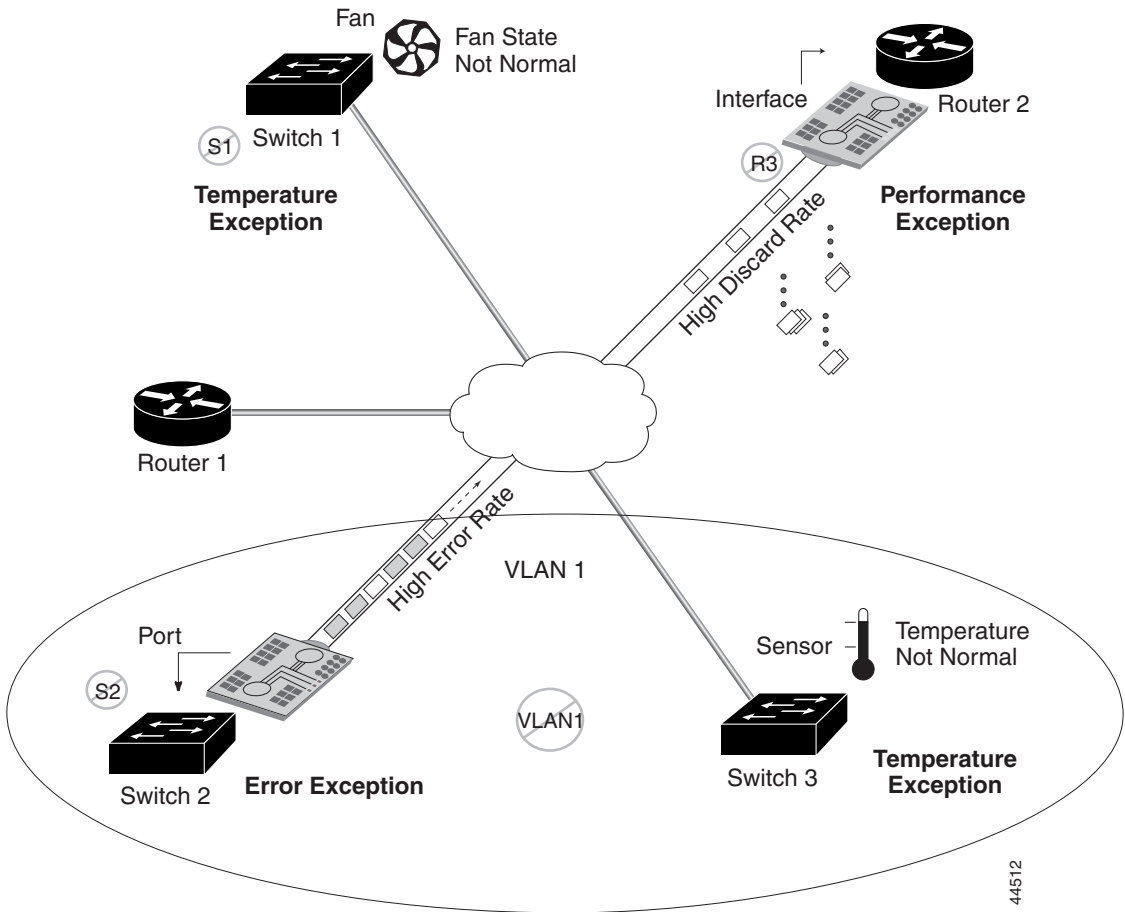 Fan
Fan State
Not Normal
Switch 1
S1
Temperature
Exception
Interface
Router 2
R3
Performance
Exception
High Discard Rate
Router 1
High Error Rate
VLAN 1
Port
S2
Switch 2
Error Exception
VLAN1
Sensor
Temperature
Not Normal
Switch 3
Temperature
Exception
44512